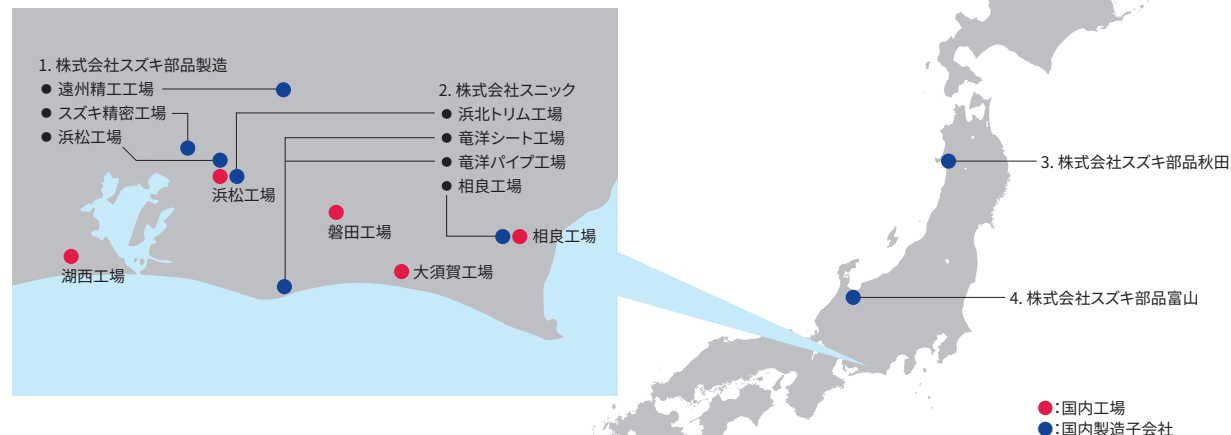 1. 株式会社スズキ部品製造
● 遠州精工工場
● スズキ精密工場
● 浜松工場
2. 株式会社スニック
● 浜北トリム工場
● 竜洋シート工場
● 竜洋パイプ工場
● 相良工場
浜松工場
磐田工場
相良工場
湖西工場
大須賀工場
3. 株式会社スズキ部品秋田
4. 株式会社スズキ部品富山
●:国内工場
●:国内製造子会社